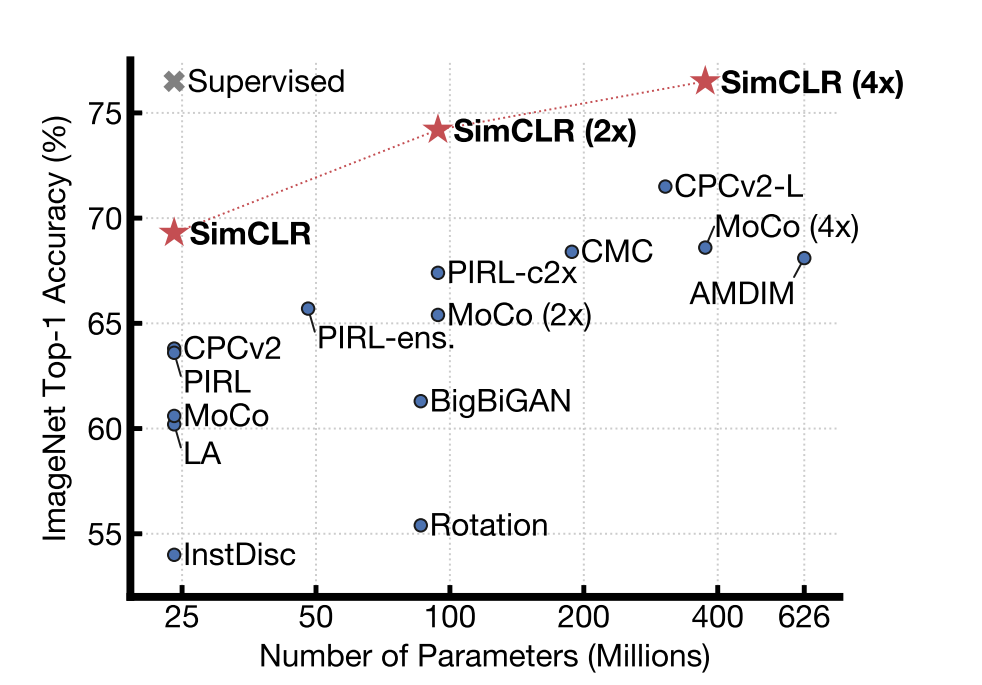 Supervised
SimCLR (4x)
75
SimCLR (2x)
CPCv2-L
70
SimCLR
MoCo (4x)
CMC
PIRL-c2x
AMDIM
MoCo (2x)
65
PIRL-ens.
CPCv2
PIRL
BigBiGAN
MoCo
60
LA
Rotation
55
InstDisc
25 50 100 200 400 626
Number of Parameters (Millions)
ImageNet Top-1 Accuracy (%)